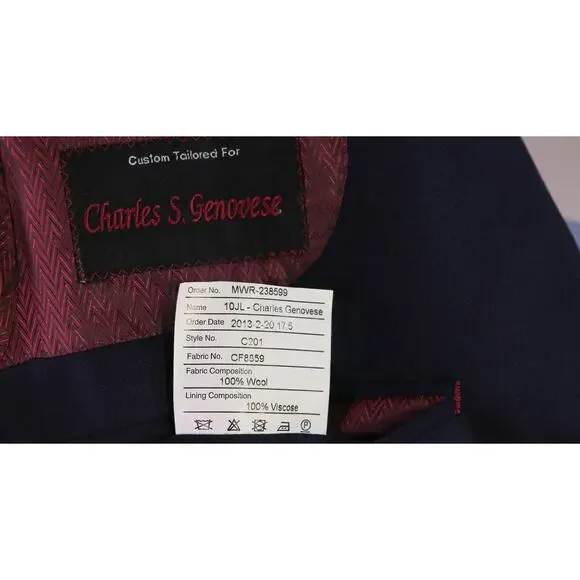 Custom Tailored For
Charles S. Genovese
Order No. MWR-238599
Name 10JL - Charles Genovese
Order Date 2013-2-20 17.5
Style No. C201
Fabric No. CF8859
Fabric Composition
100% Wool
Lining Composition
100% Viscose